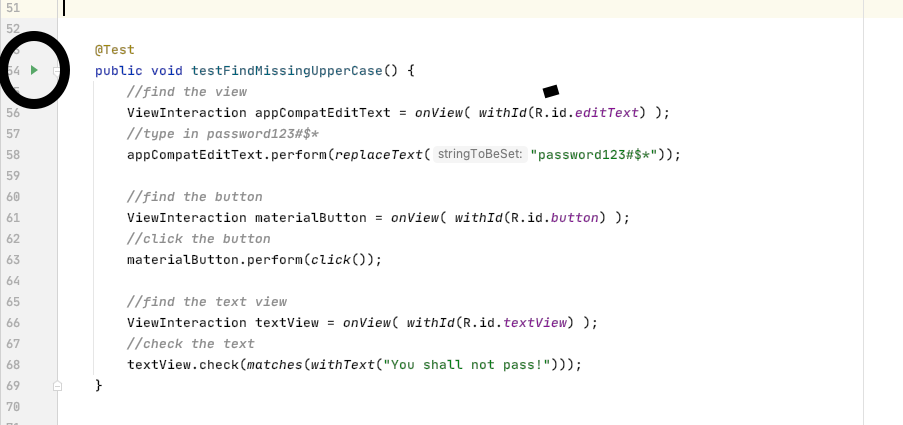 51
52
@Test
54 public void testFindMissingUpperCase() {
//find the view
56 ViewInteraction appCompatEditText = onView( withId(R.id.editText) );
57 //type in password123#$*
58 appCompatEditText.perform(replaceText( stringToBeSet: "password123#$*"));
59
60 //find the button
61 ViewInteraction materialButton = onView( withId(R.id.button) );
62 //click the button
63 materialButton.perform(click());
64
65 //find the text view
66 ViewInteraction textView = onView( withId(R.id.textView) );
67 //check the text
68 textView.check(matches(withText("You shall not pass!")));
69 }
70